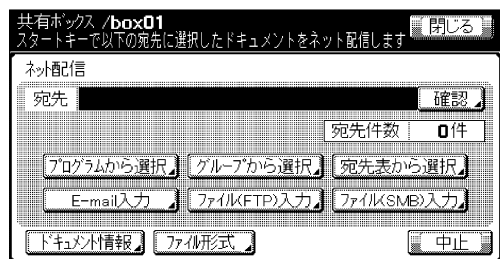 共有ボックス /box01
閉じる
スタートキーで以下の宛先に選択したドキュメントをネット配信します
ネット配信
宛先
確認
宛先件数 0件
プログラムから選択 グループから選択 宛先表から選択
E-mail入力 ファイル(FTP)入力 ファイル(SMB)入力
ドキュメント情報 ファイル形式 中止